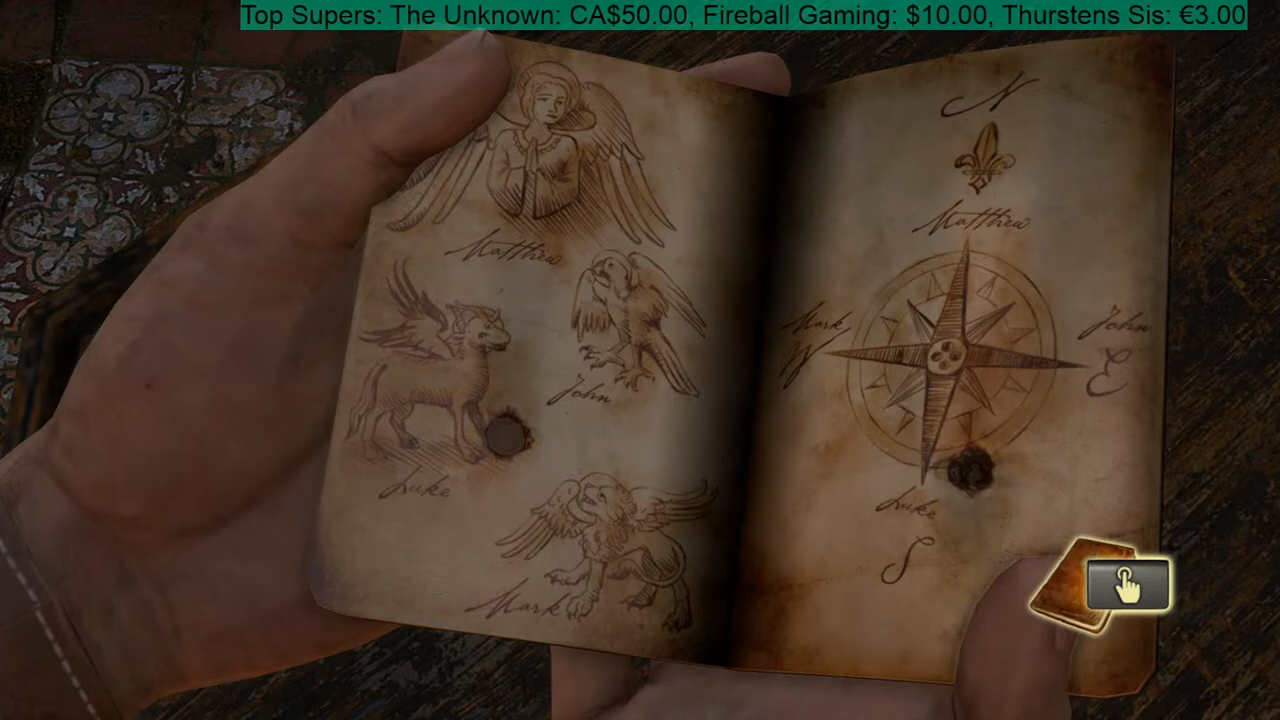 Top Supers: The Unknown: CA$50.00, Fireball Gaming: $10.00, Thurstens Sis: €3.00
Matthew
John
Luke
Mark
N
Matthew
Mark
W
John
E
Luke
S